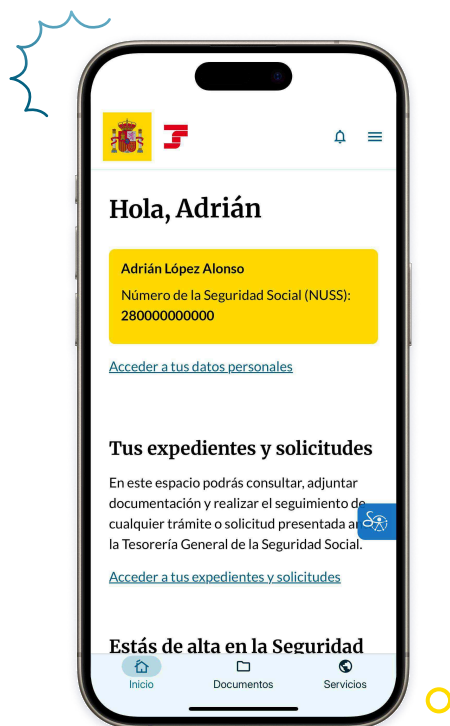 Hola, Adrián
Adrián López Alonso
Número de la Seguridad Social (NUSS):
280000000000
Acceder a tus datos personales
Tus expedientes y solicitudes
En este espacio podrás consultar, adjuntar
documentación y realizar el seguimiento de
cualquier trámite o solicitud presentada
la Tesorería General de la Seguridad Social.
Acceder a tus expedientes y solicitudes
Estás de alta en la Seguridad
Inicio
Documentos
Servicios